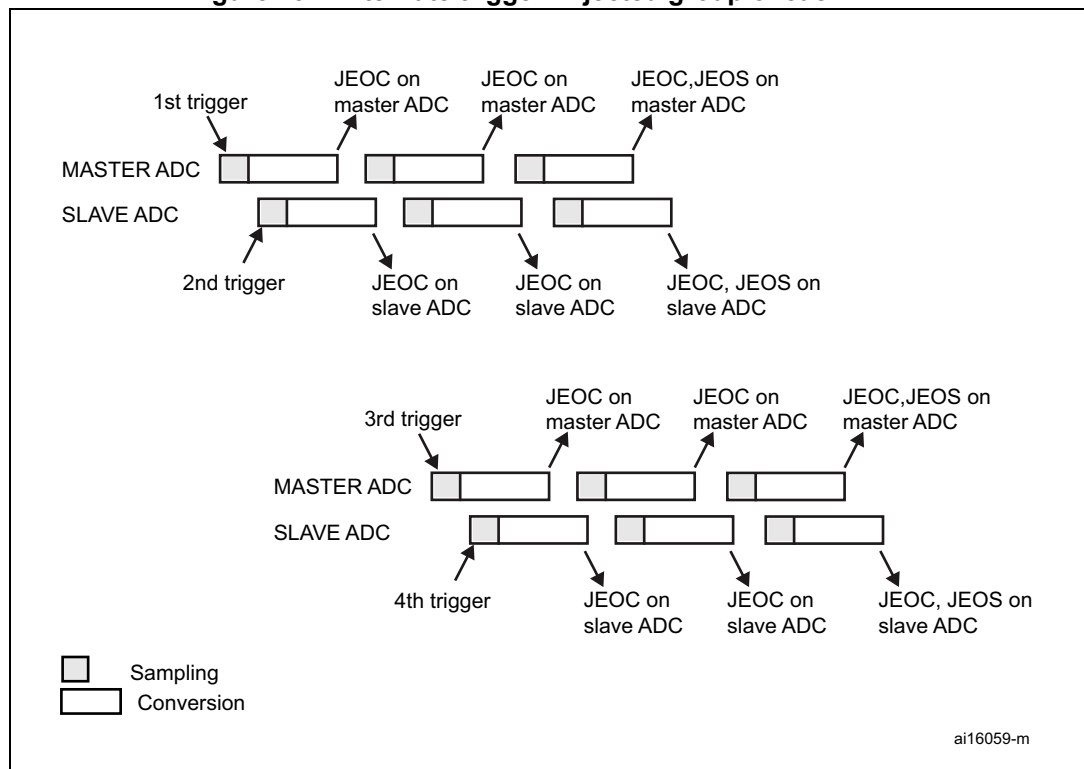 1st trigger
JEOC on
master ADC
JEOC on
master ADC
JEOC,JEOS on
master ADC
MASTER ADC
SLAVE ADC
2nd trigger
JEOC on
slave ADC
JEOC on
slave ADC
JEOC, JEOS on
slave ADC
3rd trigger
JEOC on
master ADC
JEOC on
master ADC
JEOC,JEOS on
master ADC
MASTER ADC
SLAVE ADC
4th trigger
JEOC on
slave ADC
JEOC on
slave ADC
JEOC, JEOS on
slave ADC
Sampling
Conversion
ai16059-m